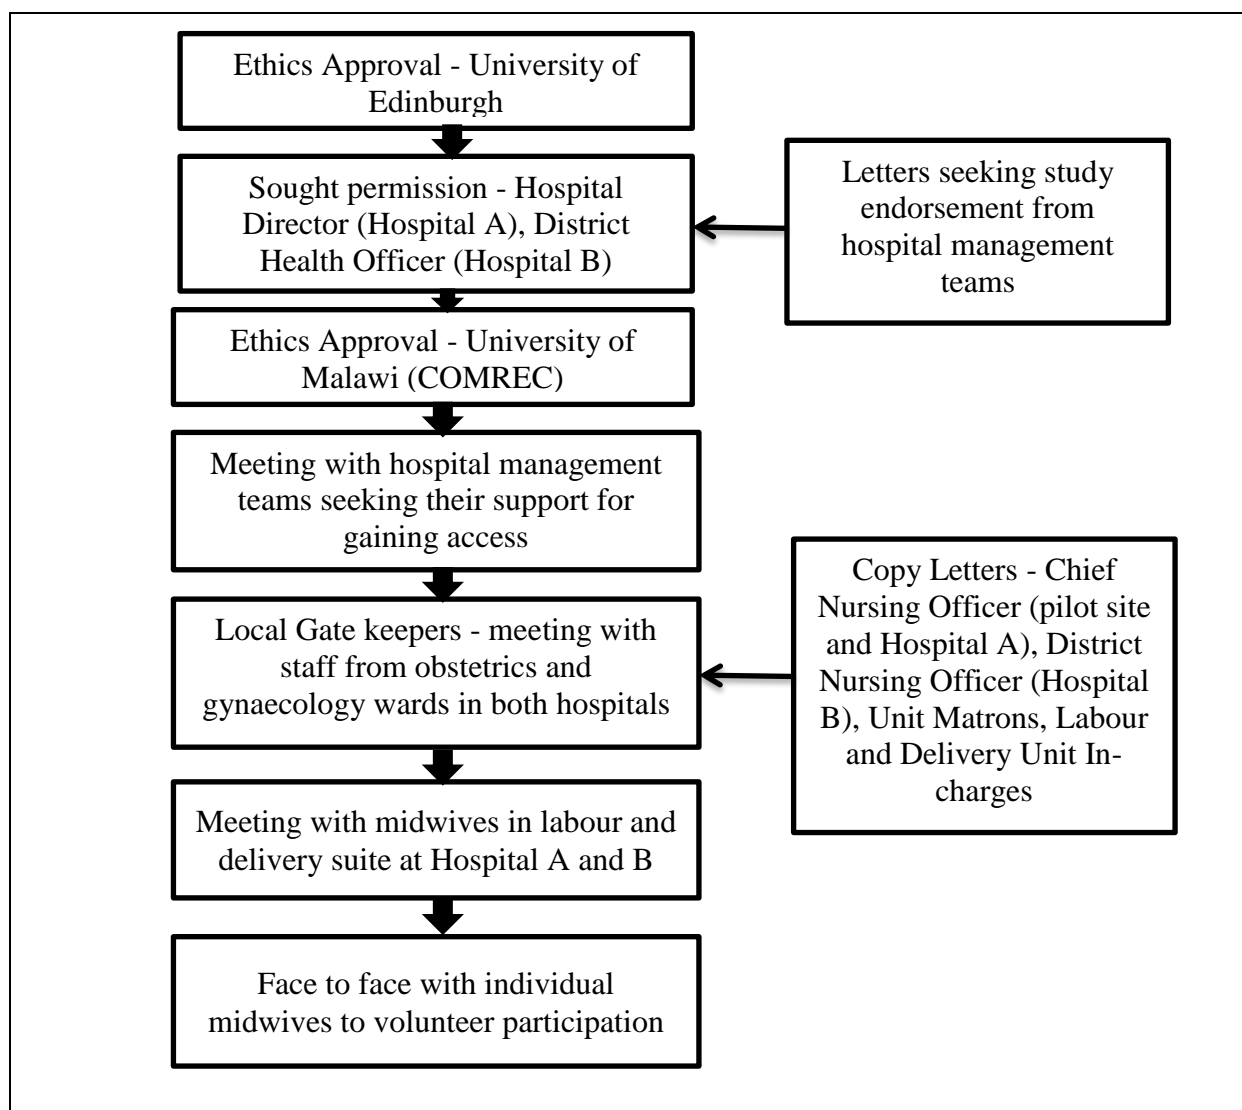 Ethics Approval - University of
Edinburgh
Sought permission - Hospital
Director (Hospital A), District
Health Officer (Hospital B)
Letters seeking study
endorsement from
hospital management
teams
Ethics Approval - University of
Malawi (COMREC)
Meeting with hospital management
teams seeking their support for
gaining access
Local Gate keepers - meeting with
staff from obstetrics and
gynaecology wards in both hospitals
Copy Letters - Chief
Nursing Officer (pilot site
and Hospital A), District
Nursing Officer (Hospital
B), Unit Matrons, Labour
and Delivery Unit In-
charges
Meeting with midwives in labour and
delivery suite at Hospital A and B
Face to face with individual
midwives to volunteer participation